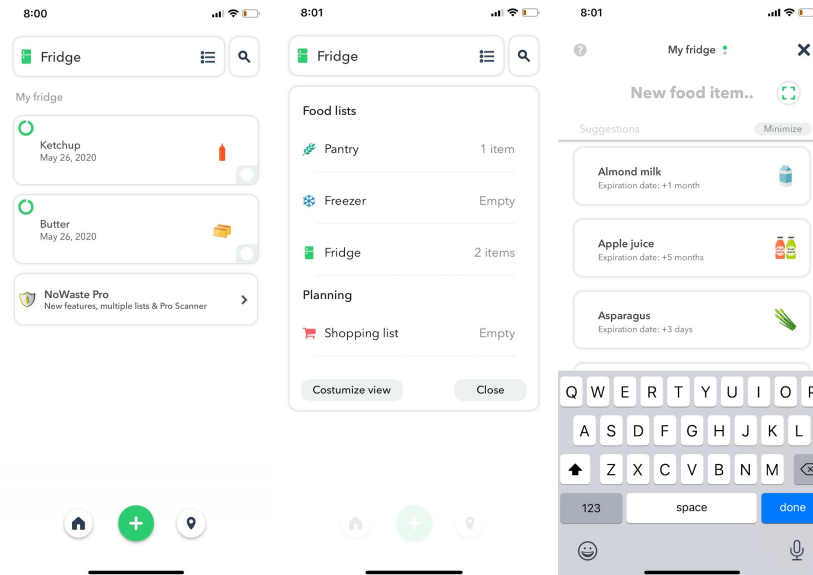 8:00
Fridge
My fridge
Ketchup
May 26, 2020
Butter
May 26, 2020
NoWaste Pro
New features, multiple lists & Pro Scanner
8:01
Fridge
Food lists
Pantry 1 item
Freezer Empty
Fridge 2 items
Planning
Shopping list Empty
Costumize view Close
8:01
? My fridge
New food item..
Suggestions Minimize
Almond milk
Expiration date: +1 month
Apple juice
Expiration date: +5 months
Asparagus
Expiration date: +3 days
Q W E R T Y U I O P
A S D F G H J K L
Z X C V B N M
123 space done